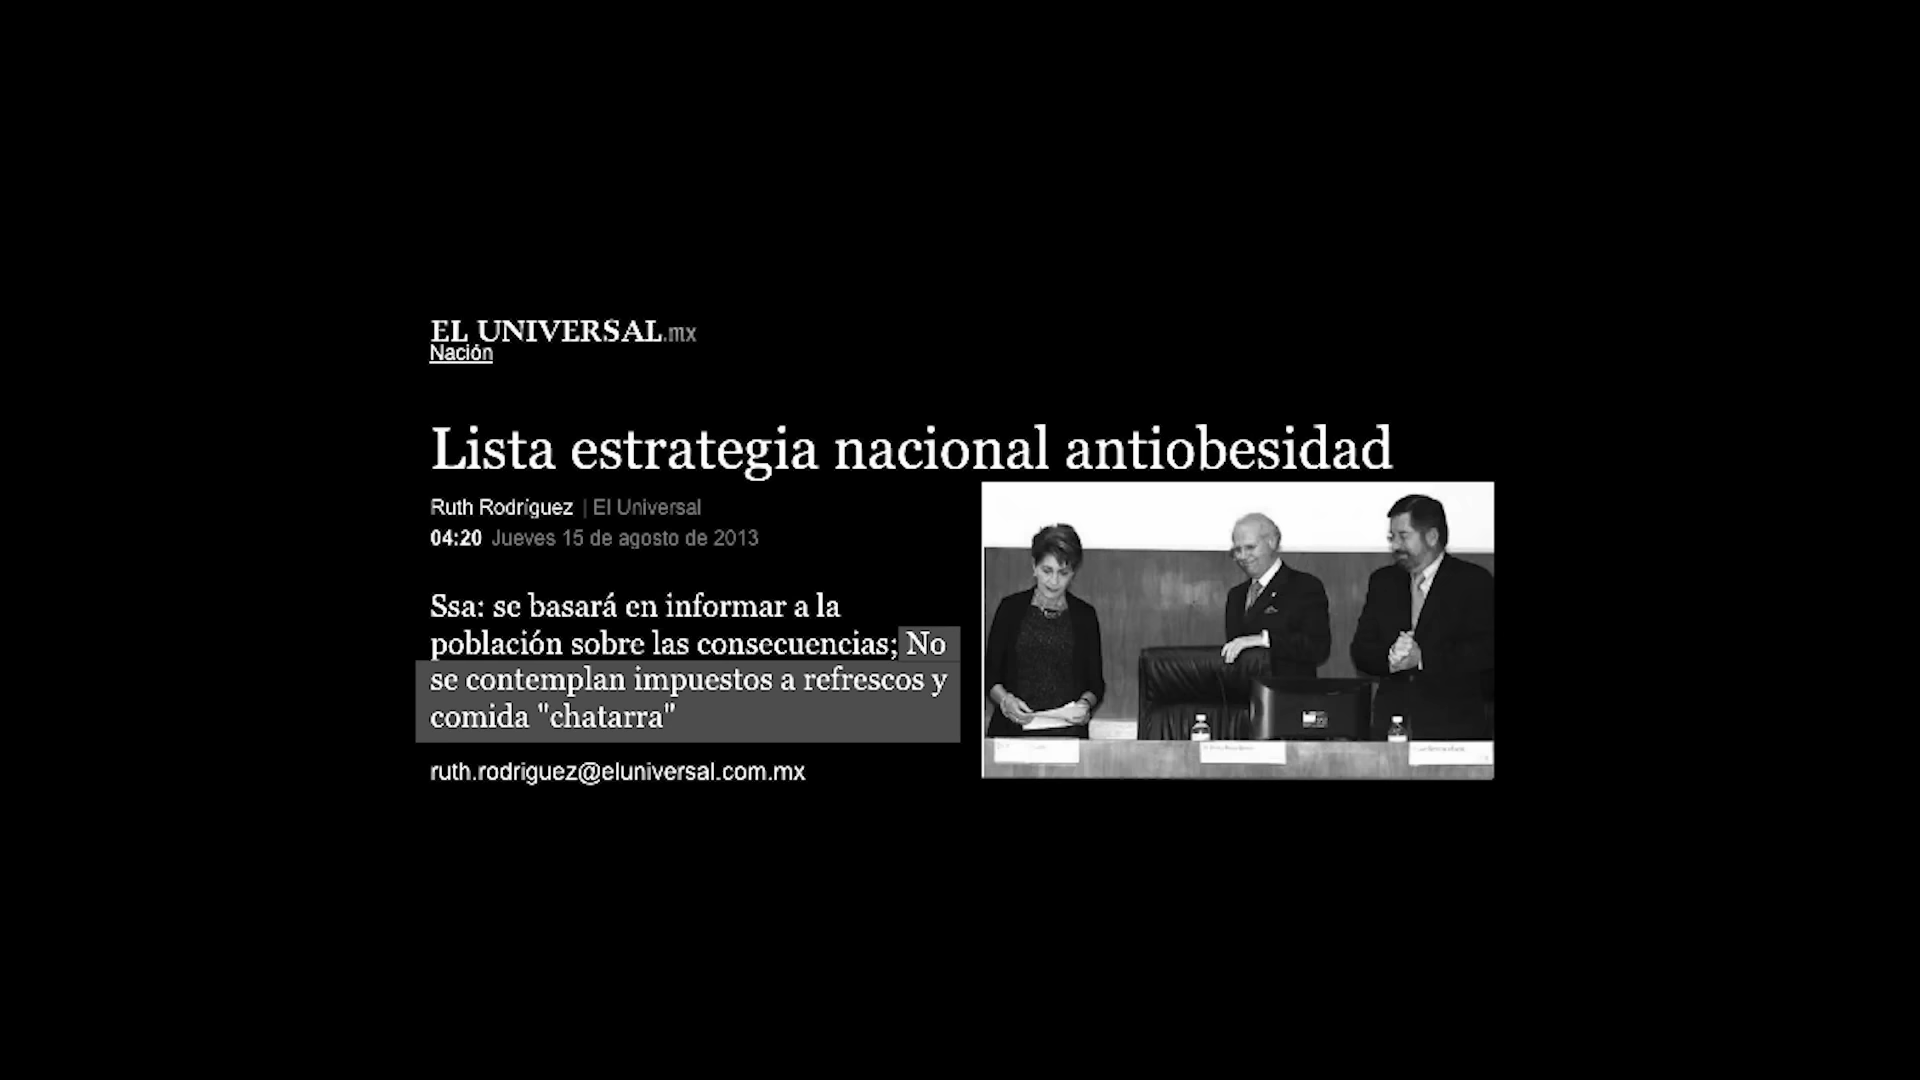 EL UNIVERSAL.mx
Nación
Lista estrategia nacional antiobesidad
Ruth Rodríguez | El Universal
04:20 Jueves 15 de agosto de 2013
Ssa: se basará en informar a la
población sobre las consecuencias; No
se contemplan impuestos a refrescos y
comida "chatarra"
ruth.rodriguez@eluniversal.com.mx